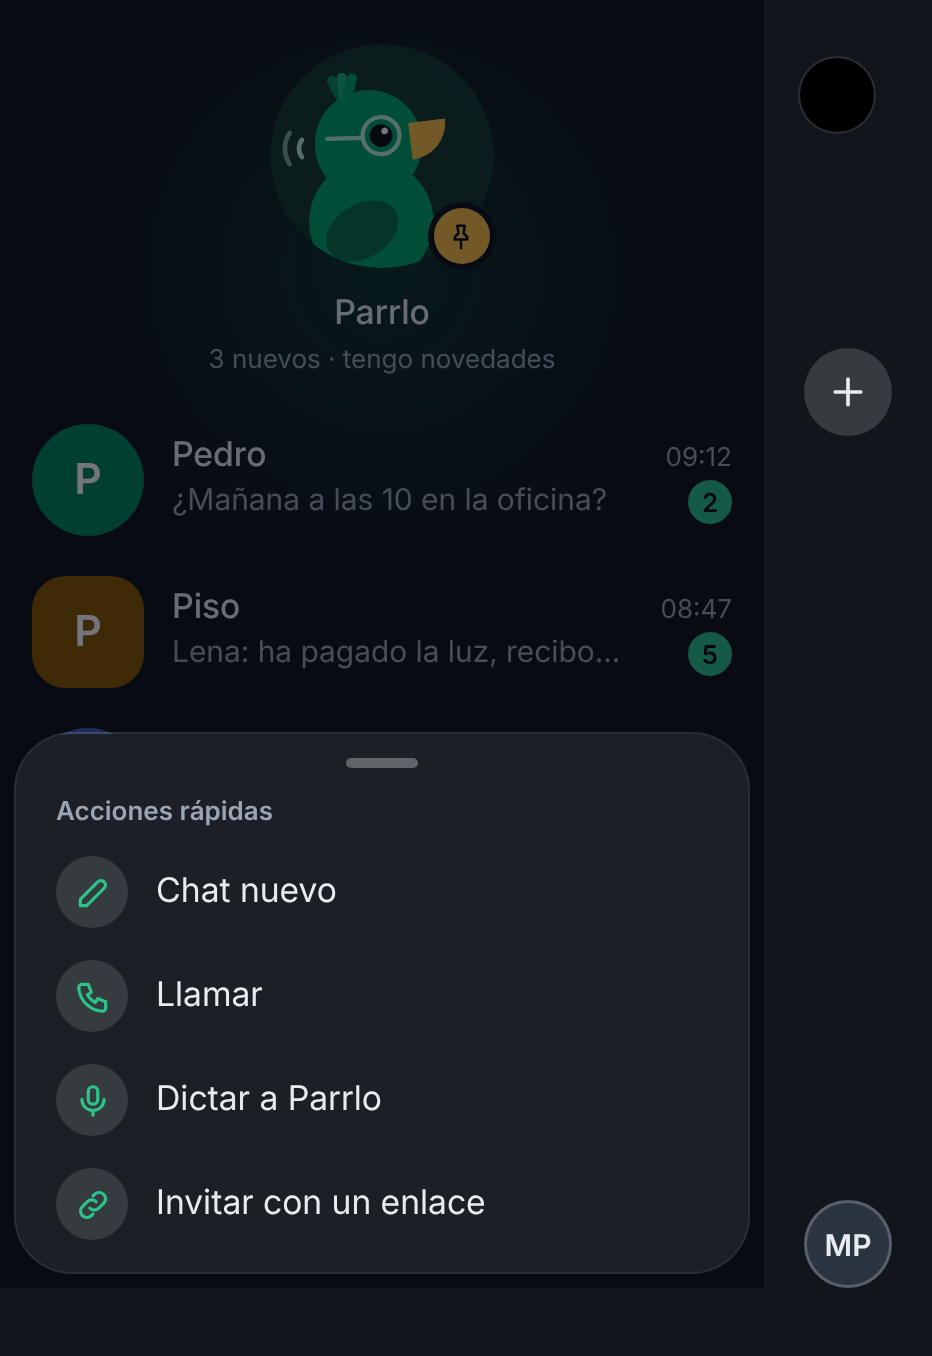 Parrlo
3 nuevos · tengo novedades
P
Pedro
09:12
¿Mañana a las 10 en la oficina?
2
P
Piso
08:47
Lena: ha pagado la luz, recibo...
5
Acciones rápidas
Chat nuevo
Llamar
Dictar a Parrlo
Invitar con un enlace
MP